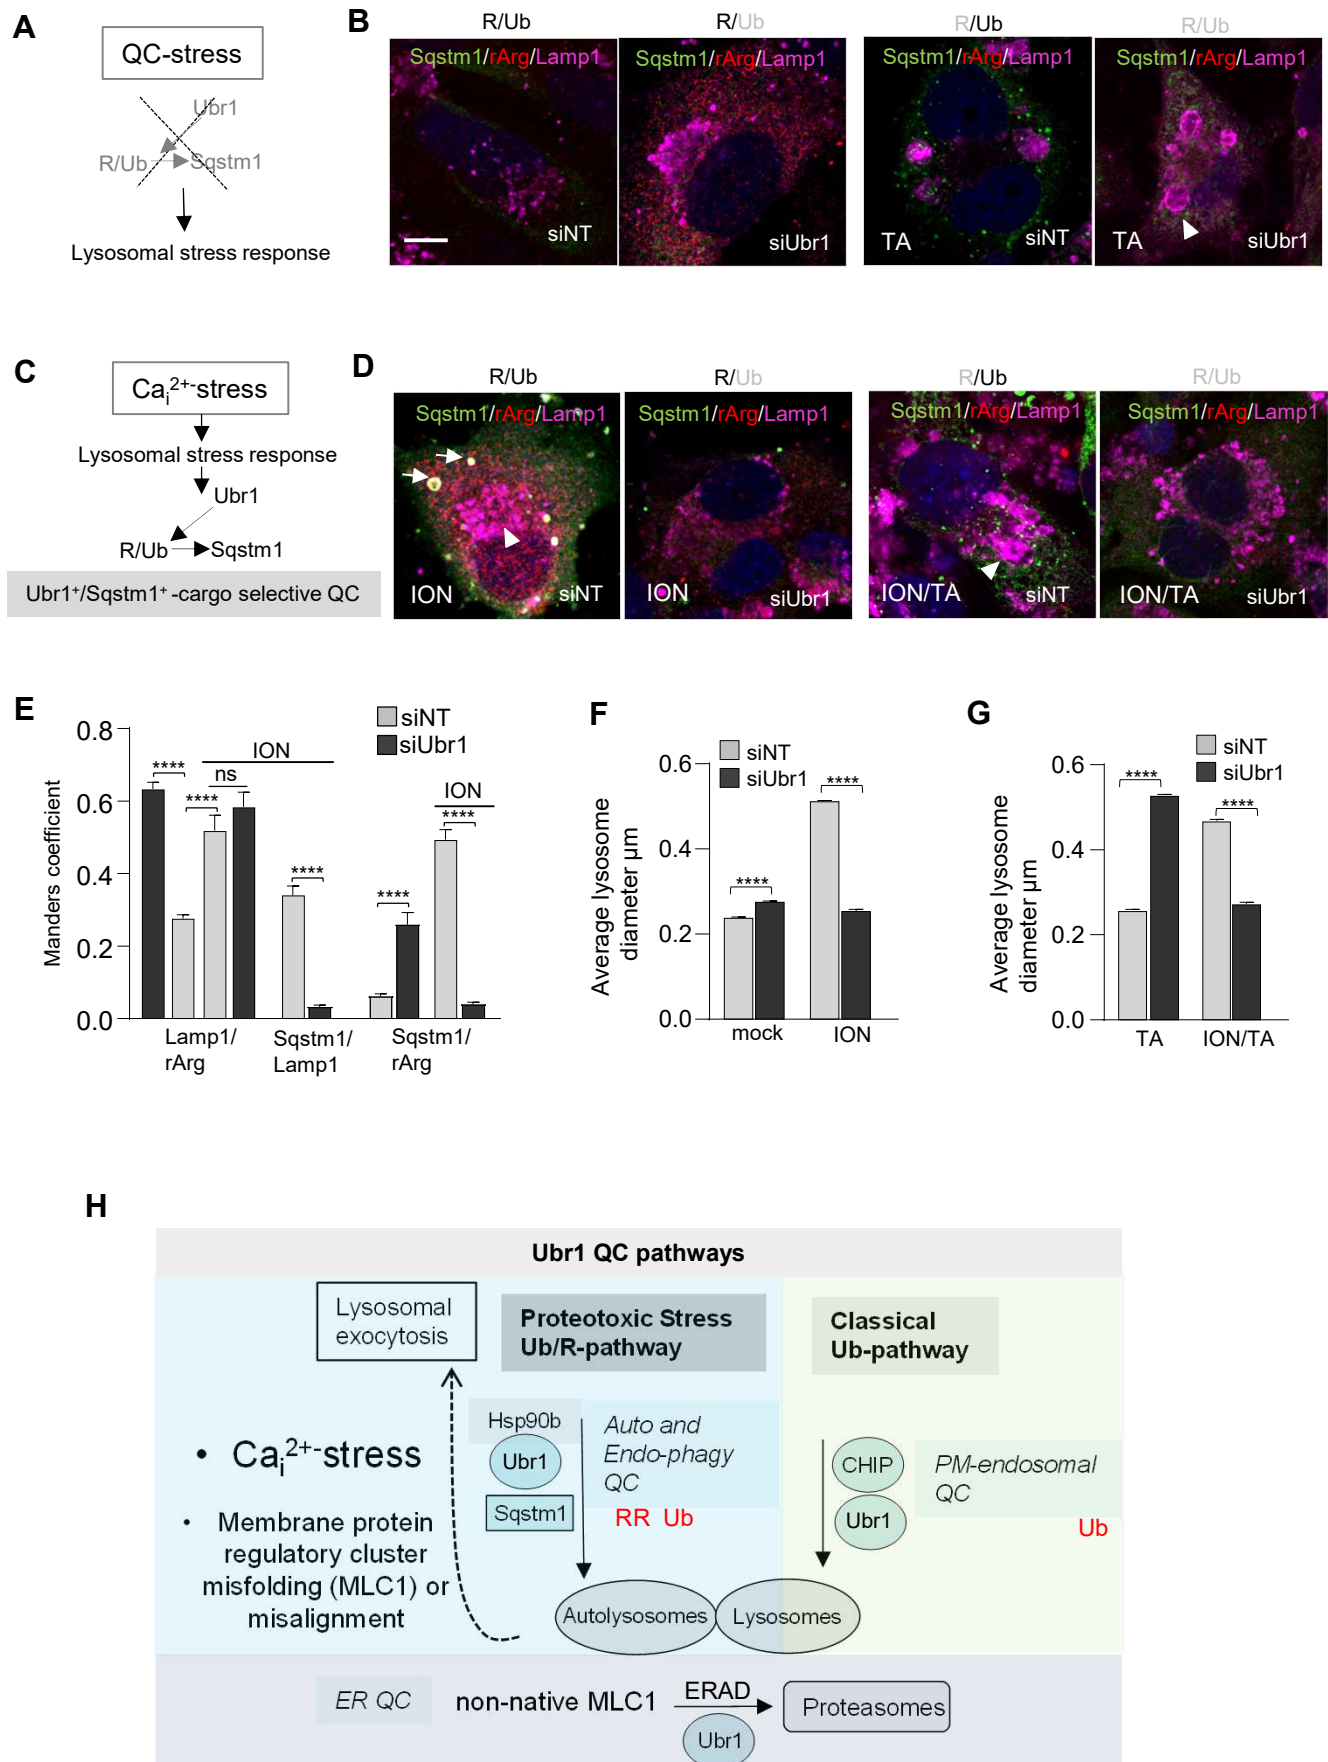 A
QC-stress
Ubr1
R/Ub
Sqstm1
Lysosomal stress response
B
R/Ub
R/Ub
R/Ub
R/Ub
Sqstm1/rArg/Lamp1
Sqstm1/rArg/Lamp1
Sqstm1/rArg/Lamp1
Sqstm1/rArg/Lamp1
siNT
siUbr1
TA
siNT
TA
siUbr1
C
Cai2+-stress
Lysosomal stress response
Ubr1
R/Ub
Sqstm1
Ubr1+/Sqstm1+-cargo selective QC
D
R/Ub
R/Ub
R/Ub
R/Ub
Sqstm1/rArg/Lamp1
Sqstm1/rArg/Lamp1
Sqstm1/rArg/Lamp1
Sqstm1/rArg/Lamp1
ION
siNT
ION
siUbr1
ION/TA
siNT
ION/TA
siUbr1
E
siNT
siUbr1
Manders coefficient
0.8
0.6
0.4
0.2
0.0
****
****
ION
ns
****
****
ION
****
Lamp1/
rArg
Sqstm1/
Lamp1
Sqstm1/
rArg
F
siNT
siUbr1
Average lysosome
diameter µm
0.6
0.4
0.2
0.0
****
****
mock
ION
G
siNT
siUbr1
Average lysosome
diameter µm
0.6
0.4
0.2
0.0
****
****
TA
ION/TA
H
Ubr1 QC pathways
Lysosomal
exocytosis
Proteotoxic Stress
Ub/R-pathway
Classical
Ub-pathway
• Cai2+-stress
• Membrane protein
regulatory cluster
misfolding (MLC1) or
misalignment
Hsp90b
Ubr1
Sqstm1
Auto and
Endo-phagy
QC
RR Ub
CHIP
Ubr1
PM-endosomal
QC
Ub
Autolysosomes
Lysosomes
ER QC
non-native MLC1
ERAD
Ubr1
Proteasomes